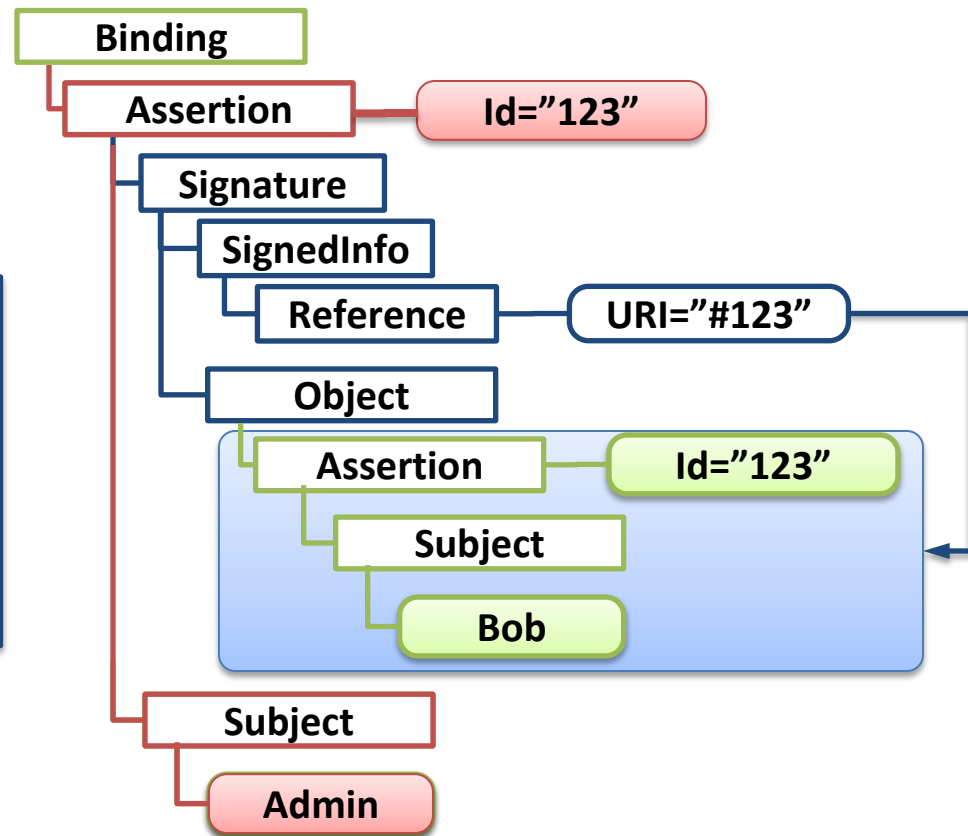 Binding
Assertion
Id=”123”
Signature
SignedInfo
Reference
URI=”#123”
Object
Assertion
Id=”123”
Subject
Bob
Subject
Admin